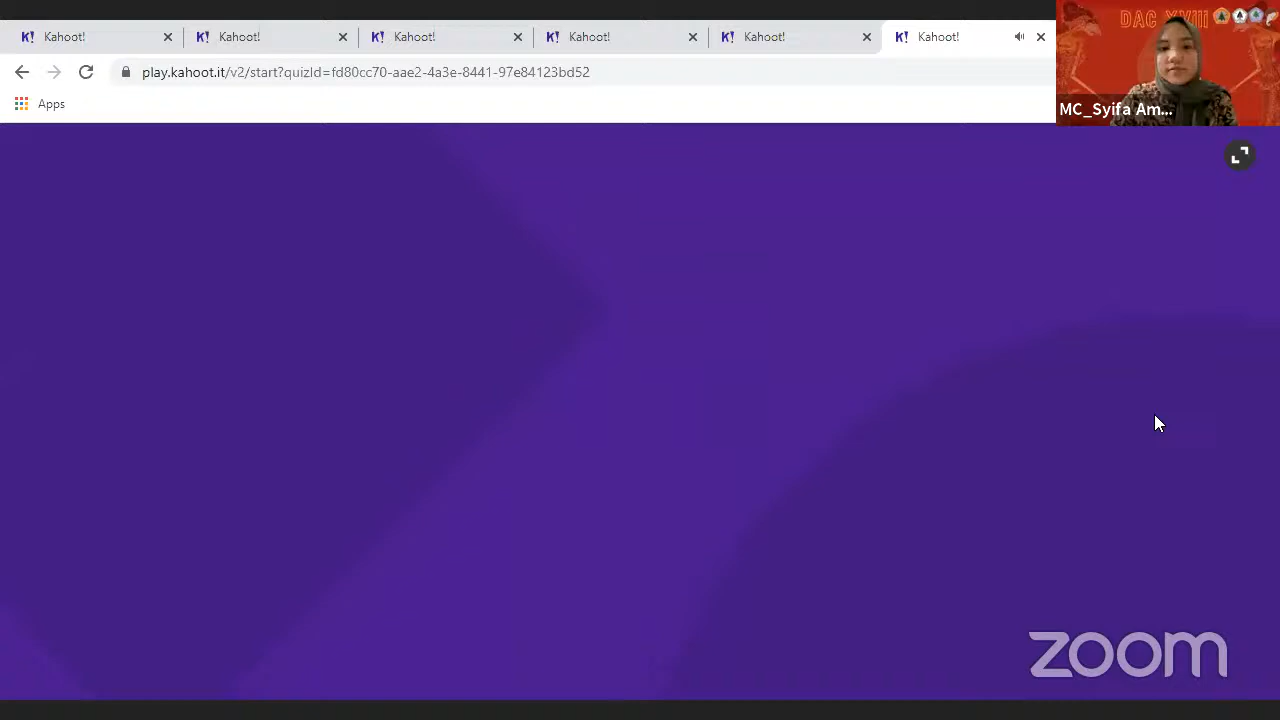 K! Kahoot!
K! Kahoot!
K! Kahoot!
K! Kahoot!
K! Kahoot!
K! Kahoot!
play.kahoot.it/v2/start?quizId=fd80cc70-aae2-4a3e-8441-97e84123bd52
Apps
DAC XVIII
MC_Syifa Am...
zoom